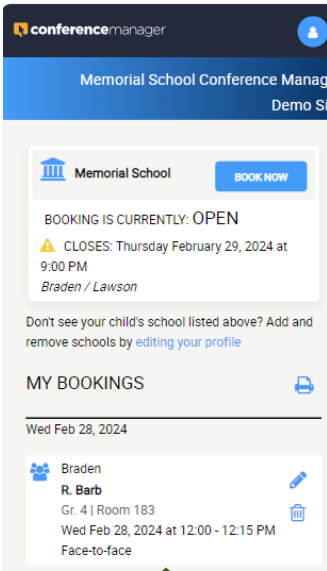 conferencemanager
Memorial School Conference Manag
Demo Si
Memorial School
BOOK NOW
BOOKING IS CURRENTLY: OPEN
CLOSES: Thursday February 29, 2024 at
9:00 PM
Braden / Lawson
Don't see your child's school listed above? Add and
remove schools by editing your profile
MY BOOKINGS
Wed Feb 28, 2024
Braden
R. Barb
Gr. 4 | Room 183
Wed Feb 28, 2024 at 12:00 - 12:15 PM
Face-to-face